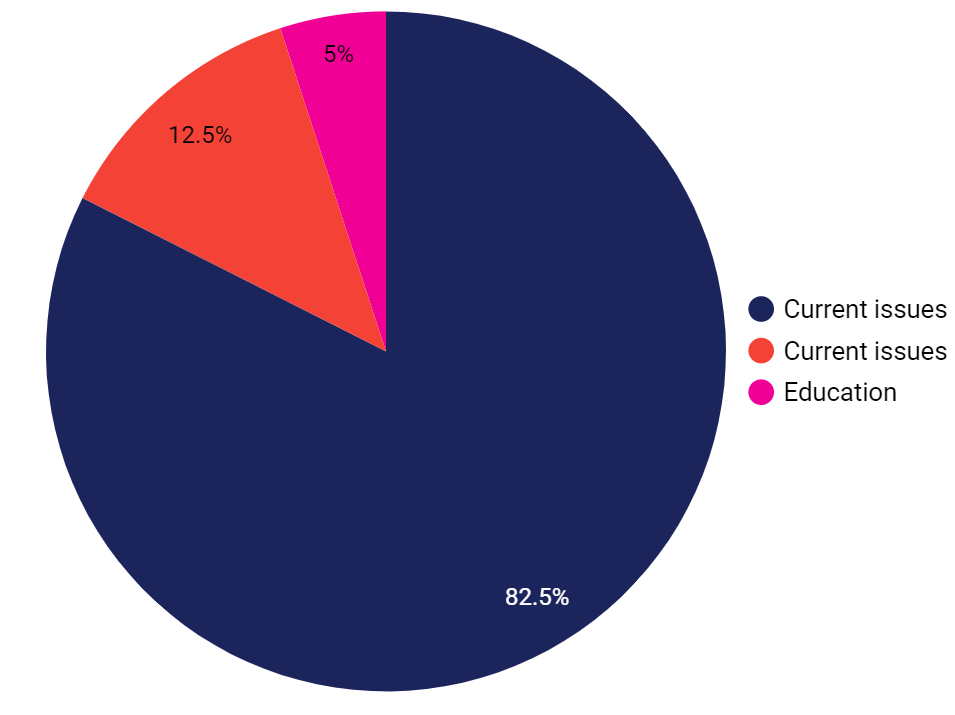 5%
12.5%
82.5%
Current issues
Current issues
Education